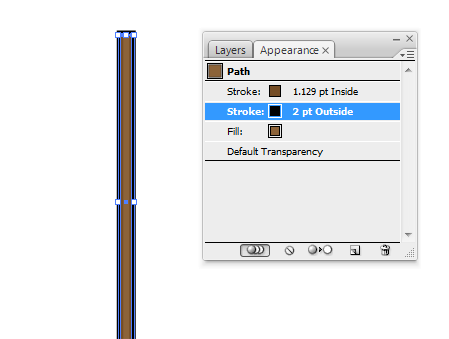 Layers Appearance
Path
Stroke: 1.129 pt Inside
Stroke: 2 pt Outside
Fill:
Default Transparency